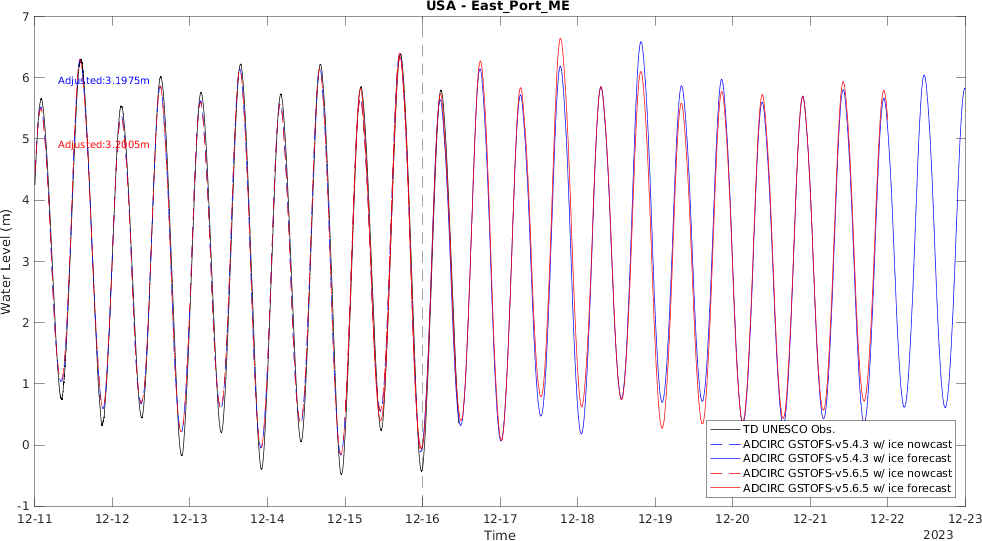 USA - East_Port_ME
7
6
5
4
3
2
1
0
-1
Water Level (m)
Adjusted:3.1975m
Adjusted:3.2005m
TD UNESCO Obs.
ADCIRC GSTOFS-v5.4.3 w/ ice nowcast
ADCIRC GSTOFS-v5.4.3 w/ ice forecast
ADCIRC GSTOFS-v5.6.5 w/ ice nowcast
ADCIRC GSTOFS-v5.6.5 w/ ice forecast
12-11 12-12 12-13 12-14 12-15 12-16 12-17 12-18 12-19 12-20 12-21 12-22 12-23
Time
2023